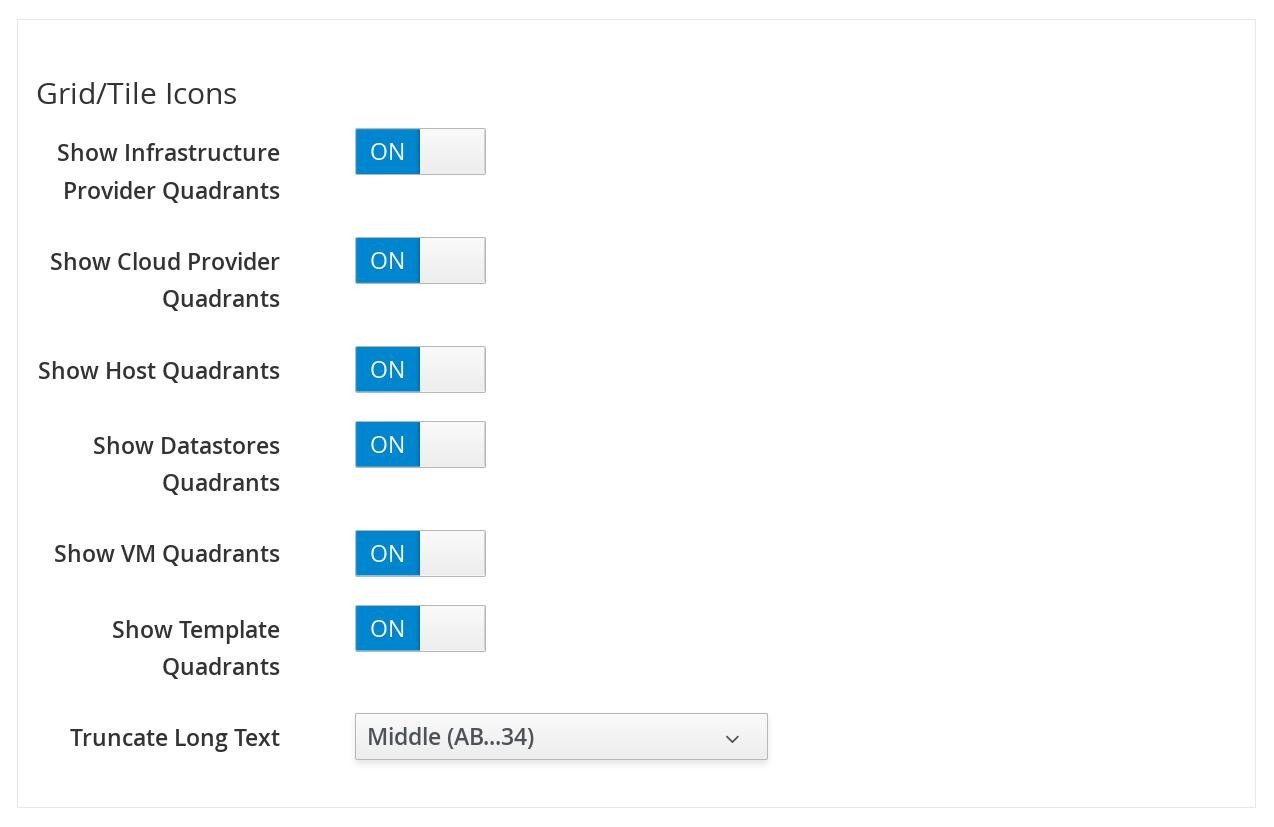 Grid/Tile Icons
Show Infrastructure
Provider Quadrants
ON
Show Cloud Provider
Quadrants
ON
Show Host Quadrants
ON
Show Datastores
Quadrants
ON
Show VM Quadrants
ON
Show Template
Quadrants
ON
Truncate Long Text
Middle (AB...34)